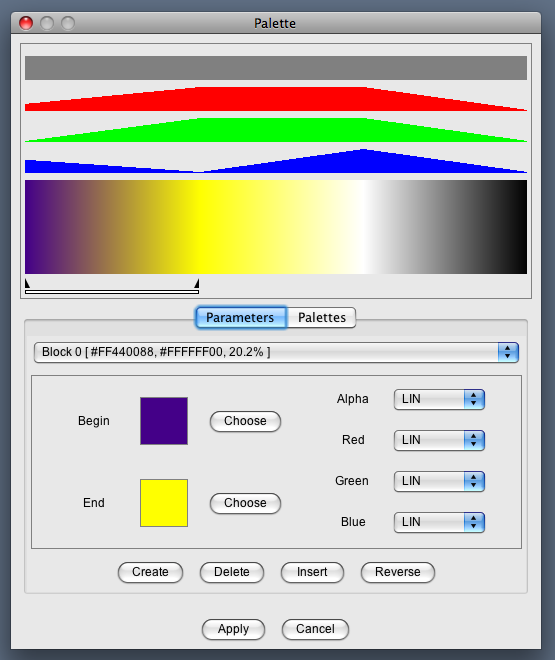 Palette
Parameters Palettes
Block 0 [ #FF440088, #FFFFFF00, 20.2% ]
Begin Choose
Alpha LIN
Red LIN
End Choose
Green LIN
Blue LIN
Create Delete Insert Reverse
Apply Cancel